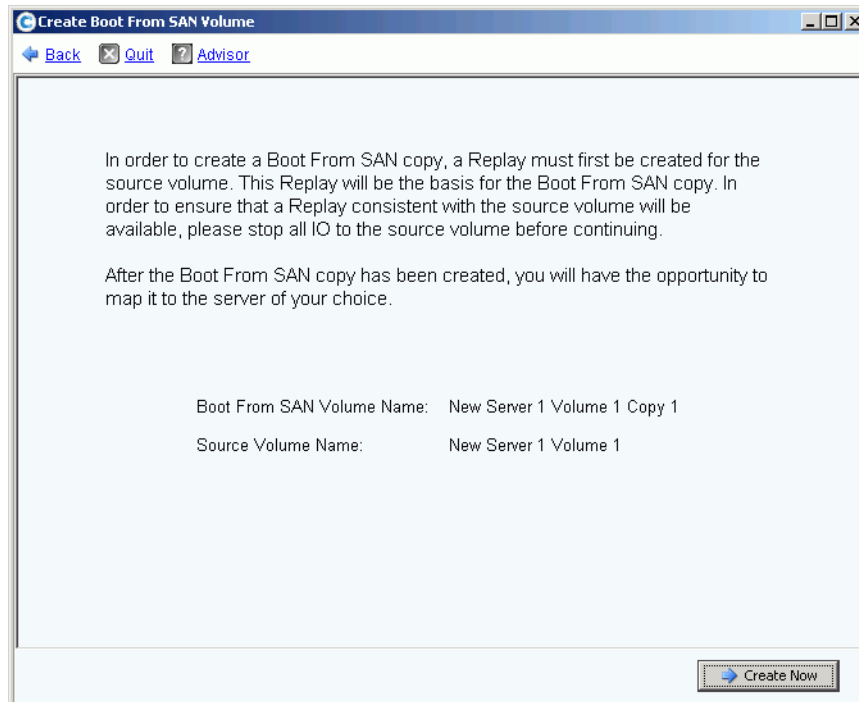 Create Boot From SAN Volume
Back Quit Advisor
In order to create a Boot From SAN copy, a Replay must first be created for the
source volume. This Replay will be the basis for the Boot From SAN copy. In
order to ensure that a Replay consistent with the source volume will be
available, please stop all IO to the source volume before continuing.
After the Boot From SAN copy has been created, you will have the opportunity to
map it to the server of your choice.
Boot From SAN Volume Name: New Server 1 Volume 1 Copy 1
Source Volume Name: New Server 1 Volume 1
Create Now